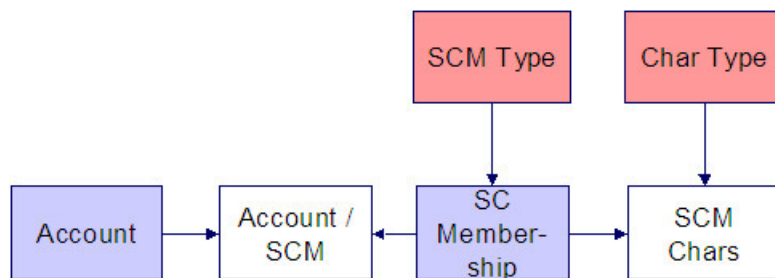 SCM Type
Char Type
Account
Account /
SCM
SC
Member-
ship
SCM
Chars